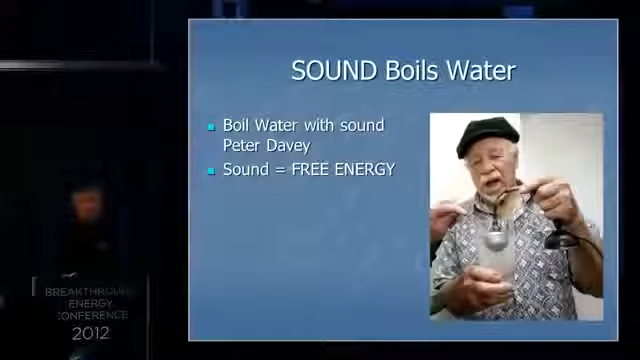 SOUND Boils Water
Boil Water with sound
Peter Davey
Sound = FREE ENERGY
BREAKTHROUGH
ENERGY
CONFERENCE
2012